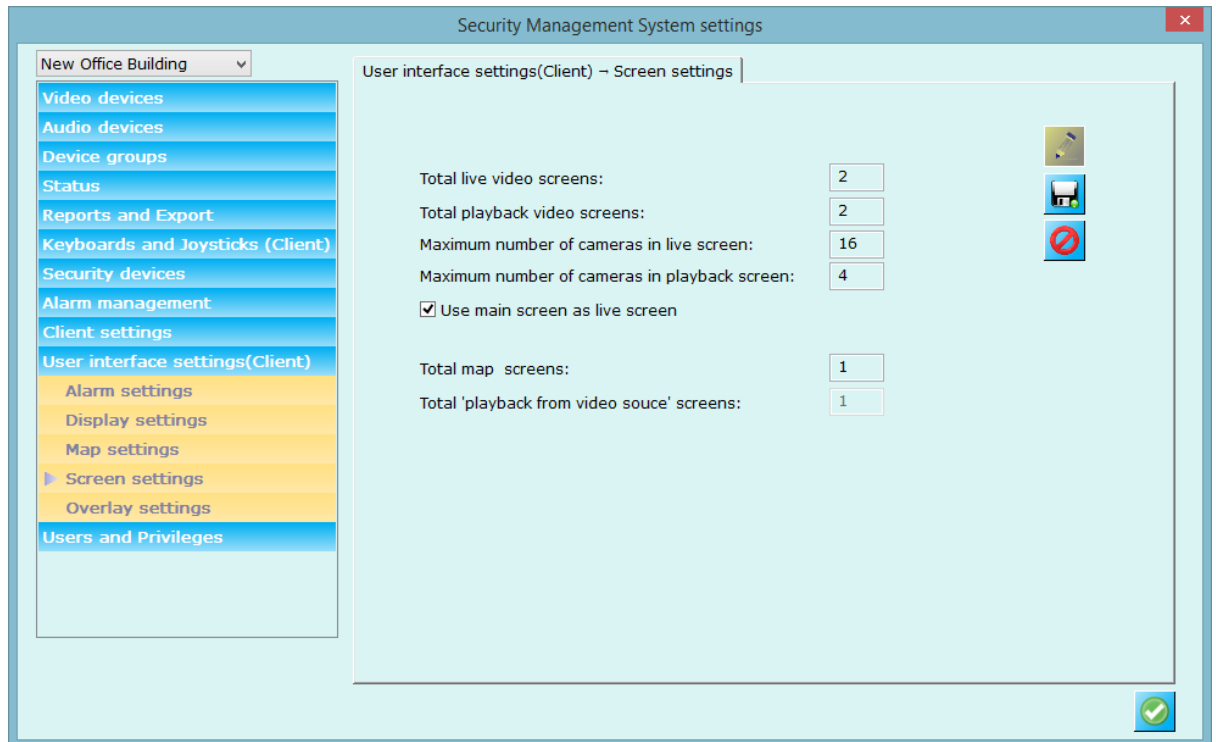 Security Management System settings
New Office Building
Video devices
Audio devices
Device groups
Status
Reports and Export
Keyboards and Joysticks (Client)
Security devices
Alarm management
Client settings
User interface settings(Client)
Alarm settings
Display settings
Map settings
Screen settings
Overlay settings
Users and Privileges
User interface settings(Client) → Screen settings
Total live video screens: 2
Total playback video screens: 2
Maximum number of cameras in live screen: 16
Maximum number of cameras in playback screen: 4
Use main screen as live screen
Total map screens: 1
Total 'playback from video souce' screens: 1